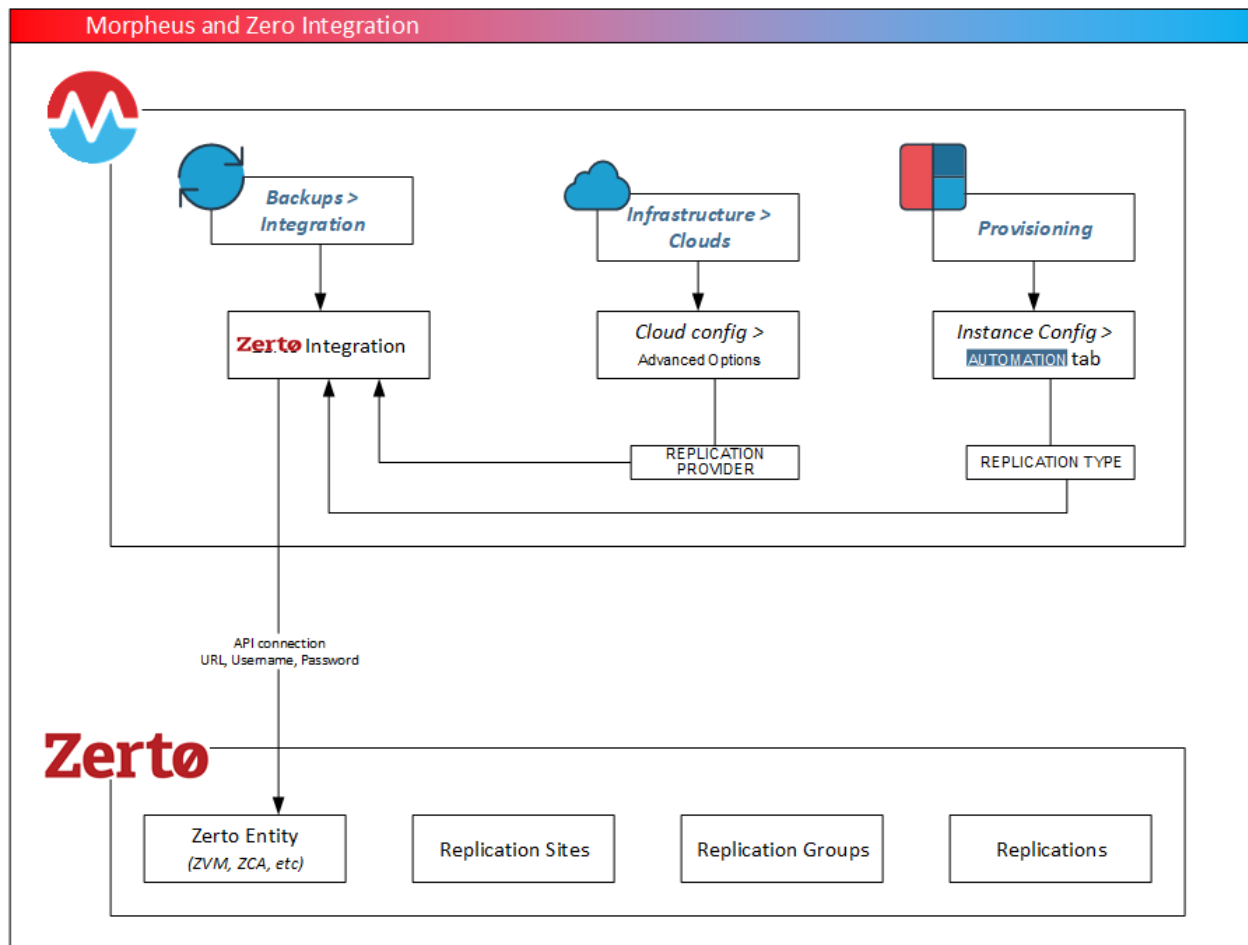 Morpheus and Zero Integration
Backups >
Integration
Infrastructure >
Clouds
Provisioning
Zertø Integration
Cloud config >
Advanced Options
Instance Config >
AUTOMATION tab
REPLICATION
PROVIDER
REPLICATION TYPE
API connection
URL, Username, Password
Zertø
Zerto Entity
(ZVM, ZCA, etc)
Replication Sites
Replication Groups
Replications